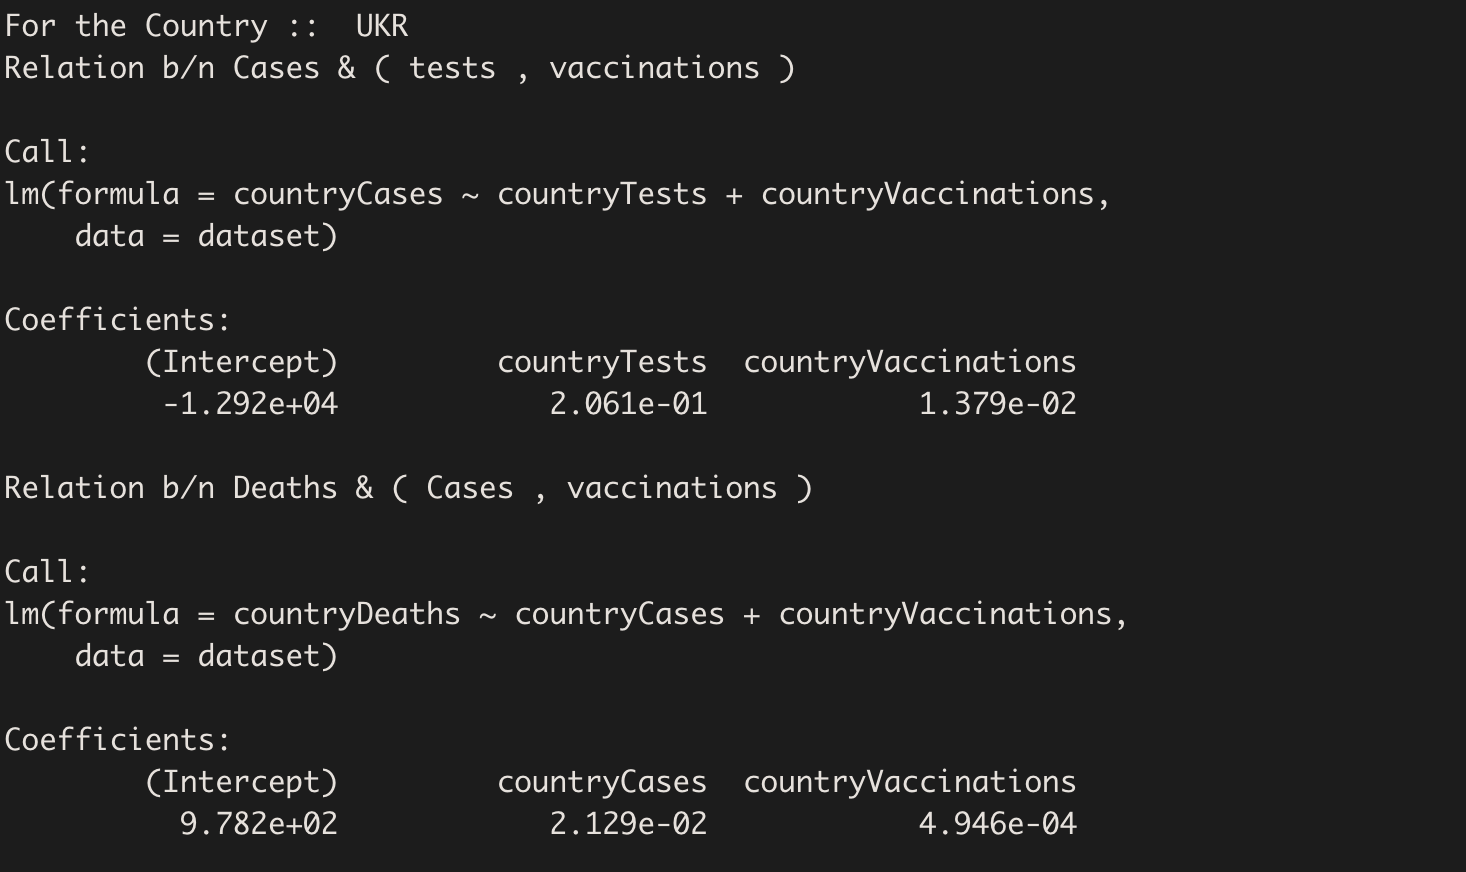 For the Country ::  UKR
Relation b/n Cases & ( tests , vaccinations )
Call:
lm(formula = countryCases ~ countryTests + countryVaccinations,
    data = dataset)
Coefficients:
        (Intercept)         countryTests  countryVaccinations
         -1.292e+04            2.061e-01            1.379e-02
Relation b/n Deaths & ( Cases , vaccinations )
Call:
lm(formula = countryDeaths ~ countryCases + countryVaccinations,
    data = dataset)
Coefficients:
        (Intercept)         countryCases  countryVaccinations
          9.782e+02            2.129e-02            4.946e-04